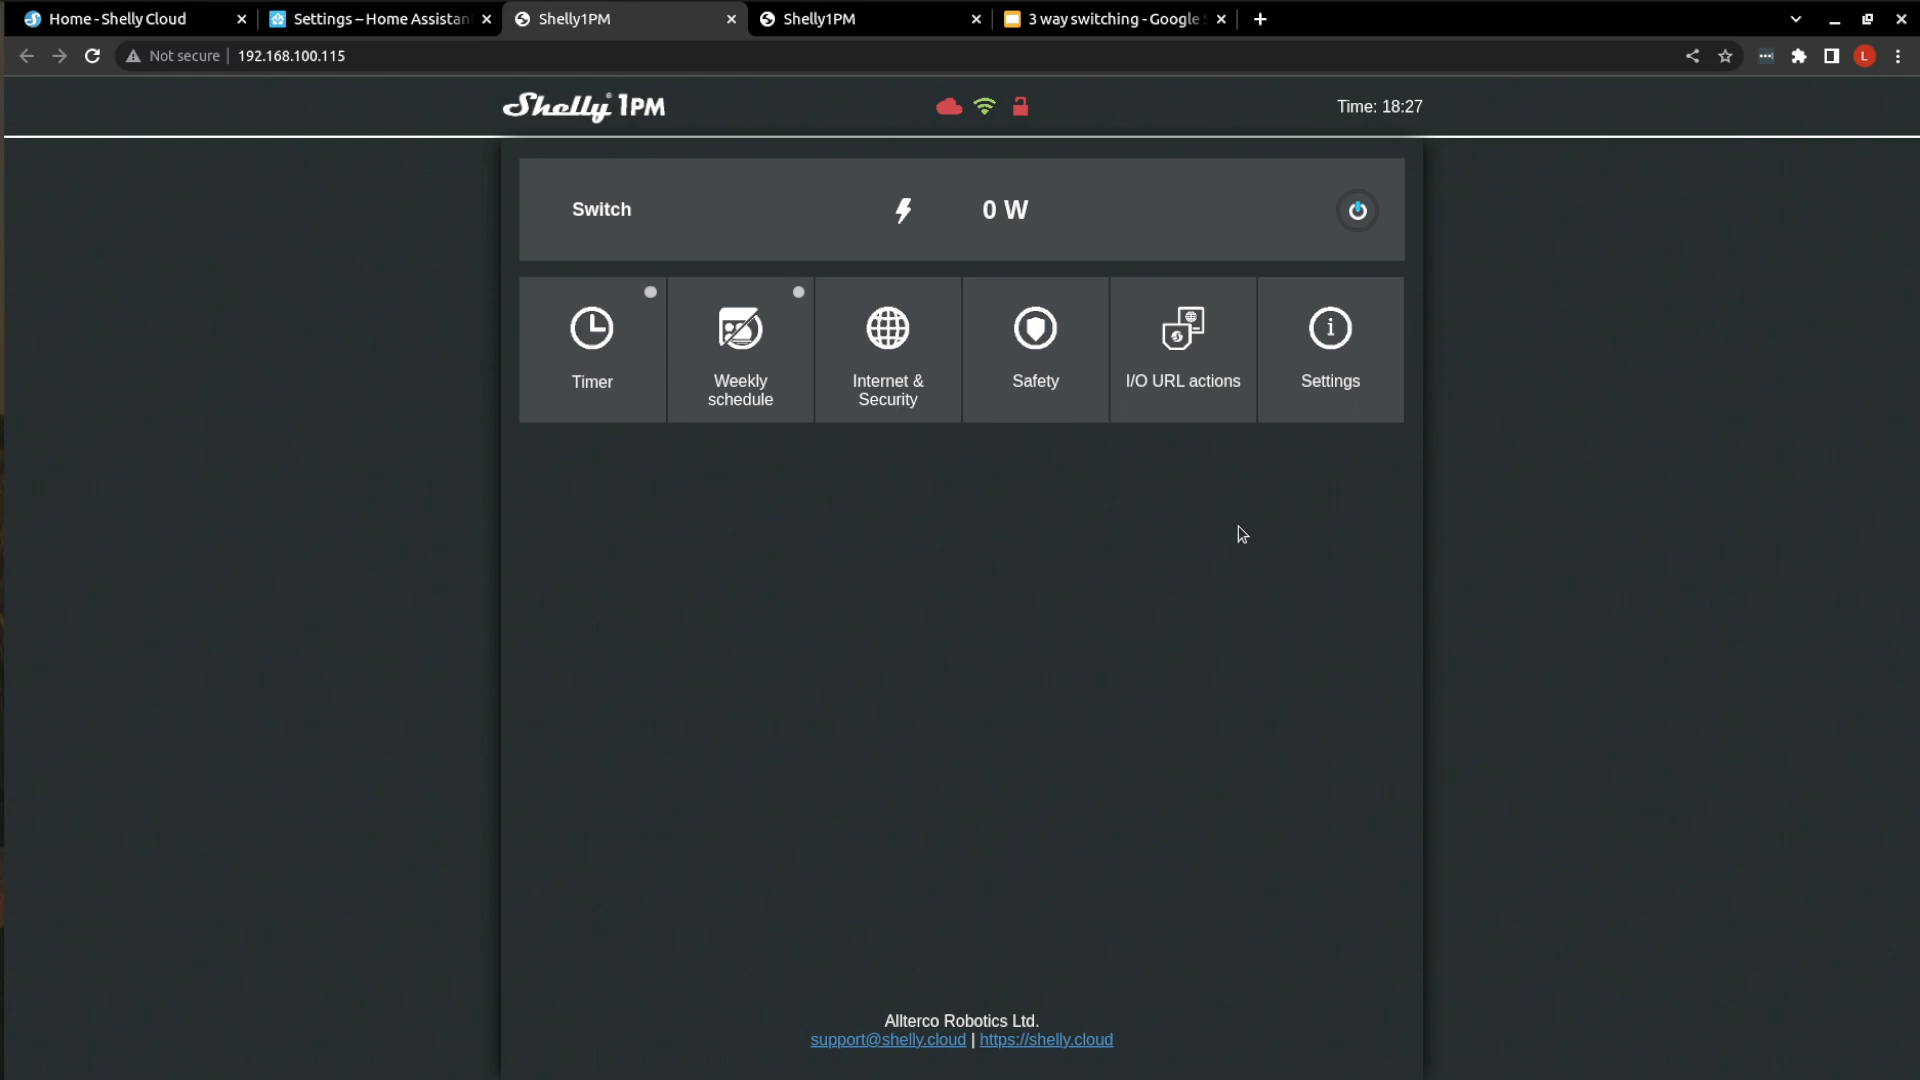 Home - Shelly Cloud
Settings – Home Assistan
Shelly1PM
Shelly1PM
3 way switching - Google
Not secure
192.168.100.115
L
Shelly 1PM
Time: 18:27
Switch
0 W
Timer
Weekly
schedule
Internet &
Security
Safety
I/O URL actions
Settings
Allterco Robotics Ltd.
support@shelly.cloud | https://shelly.cloud